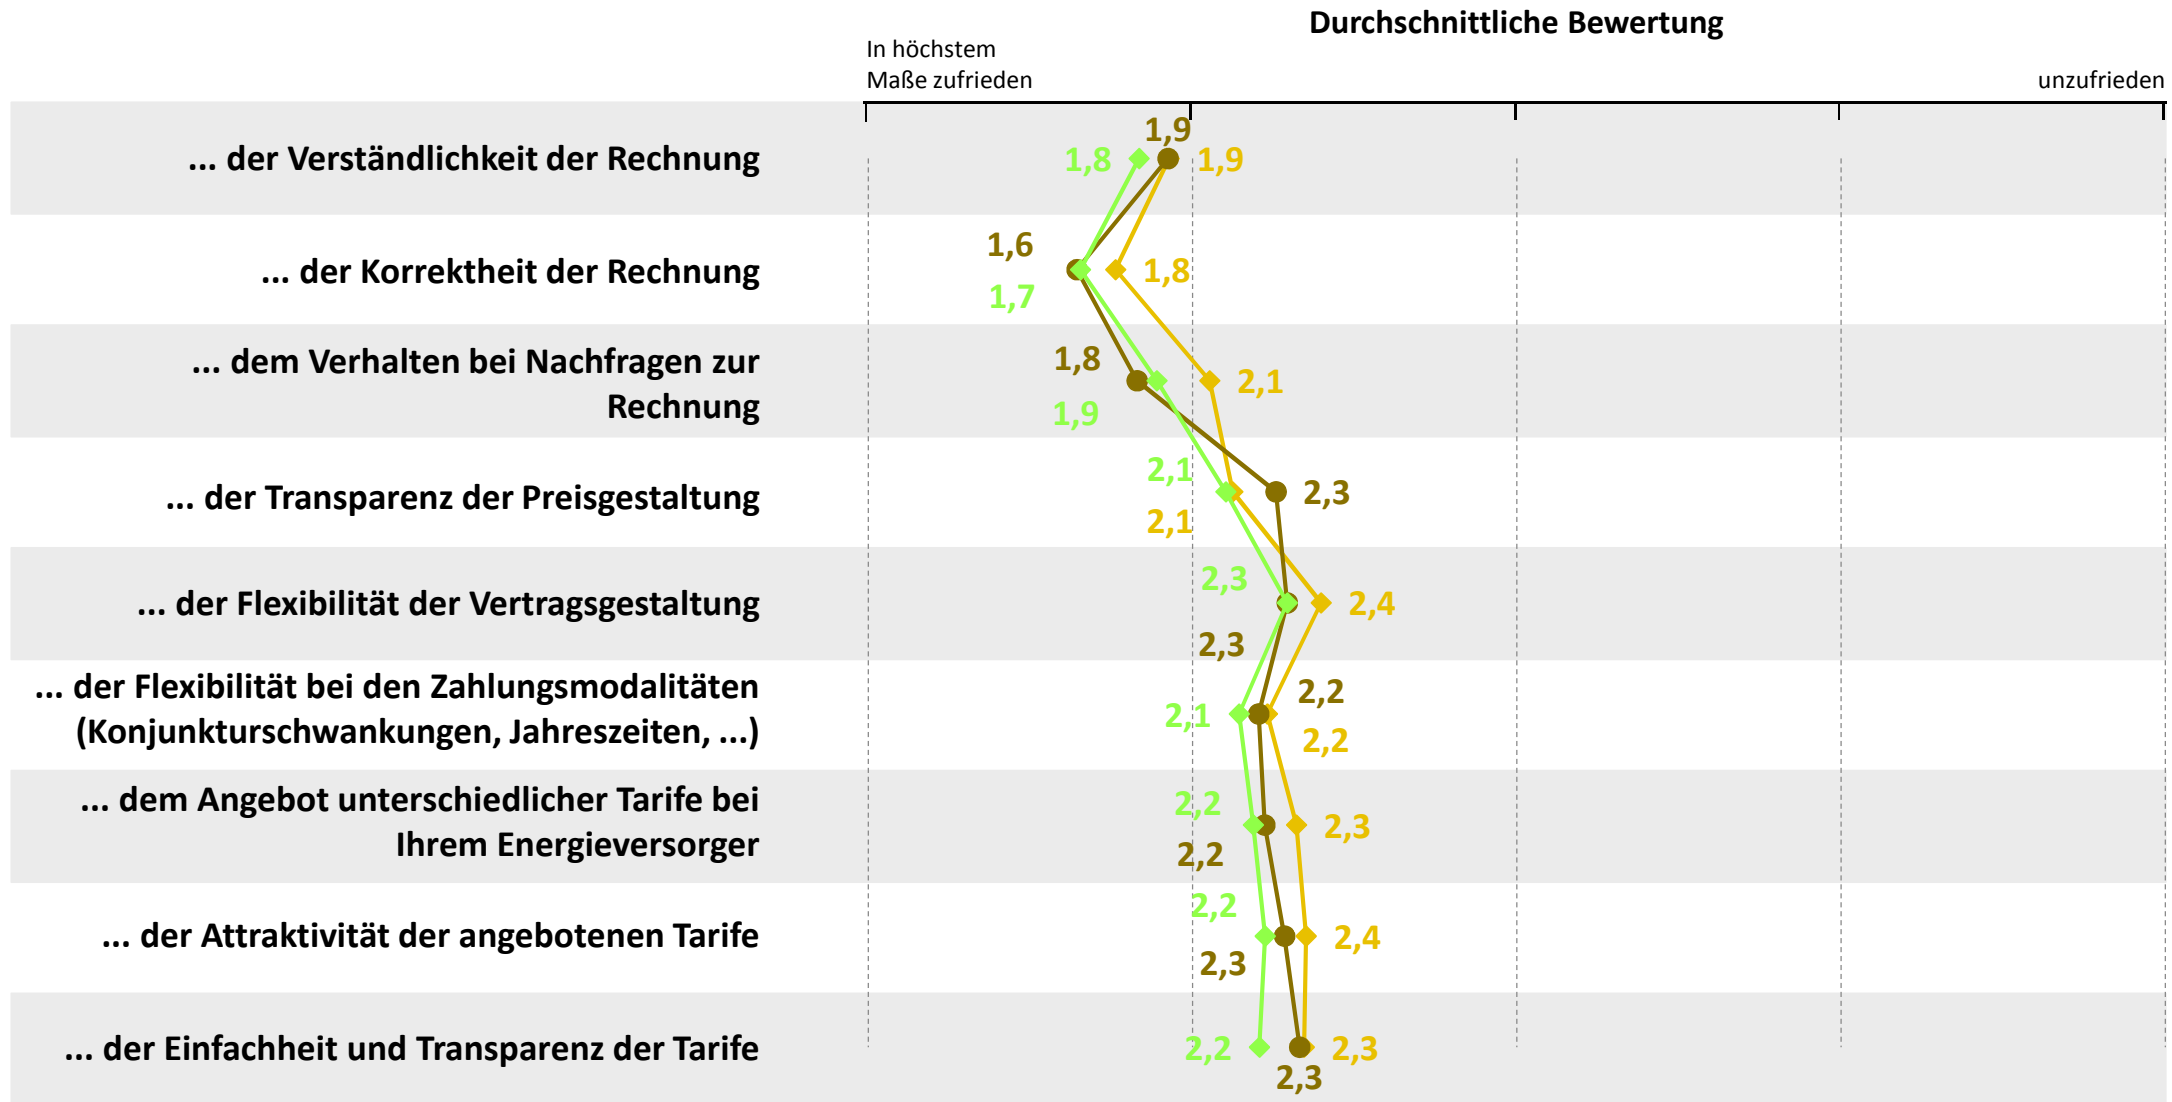 Durchschnittliche Bewertung
In höchstem
Maße zufrieden
unzufrieden
... der Verständlichkeit der Rechnung
1,9
1,8
1,9
... der Korrektheit der Rechnung
1,6
1,7
1,8
... dem Verhalten bei Nachfragen zur
Rechnung
1,8
1,9
2,1
... der Transparenz der Preisgestaltung
2,1
2,1
2,3
... der Flexibilität der Vertragsgestaltung
2,3
2,3
2,4
... der Flexibilität bei den Zahlungsmodalitäten
(Konjunkturschwankungen, Jahreszeiten, ...)
2,1
2,2
2,2
... dem Angebot unterschiedlicher Tarife bei
Ihrem Energieversorger
2,2
2,2
2,3
... der Attraktivität der angebotenen Tarife
2,2
2,3
2,4
... der Einfachheit und Transparenz der Tarife
2,2
2,3
2,3